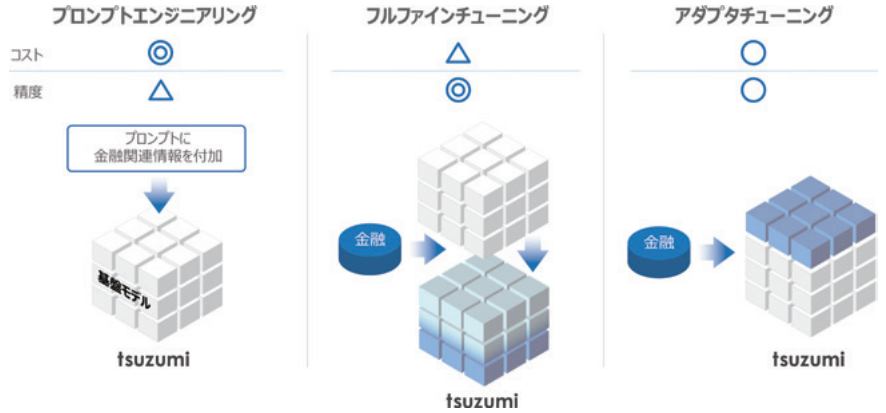 プロンプトエンジニアリング
フルファインチューニング
アダプタチューニング
コスト ◎ △ ○
精度 △ ◎ ○
プロンプトに
金融関連情報を付加
基盤モデル
tsuzumi
金融
tsuzumi
金融
tsuzumi